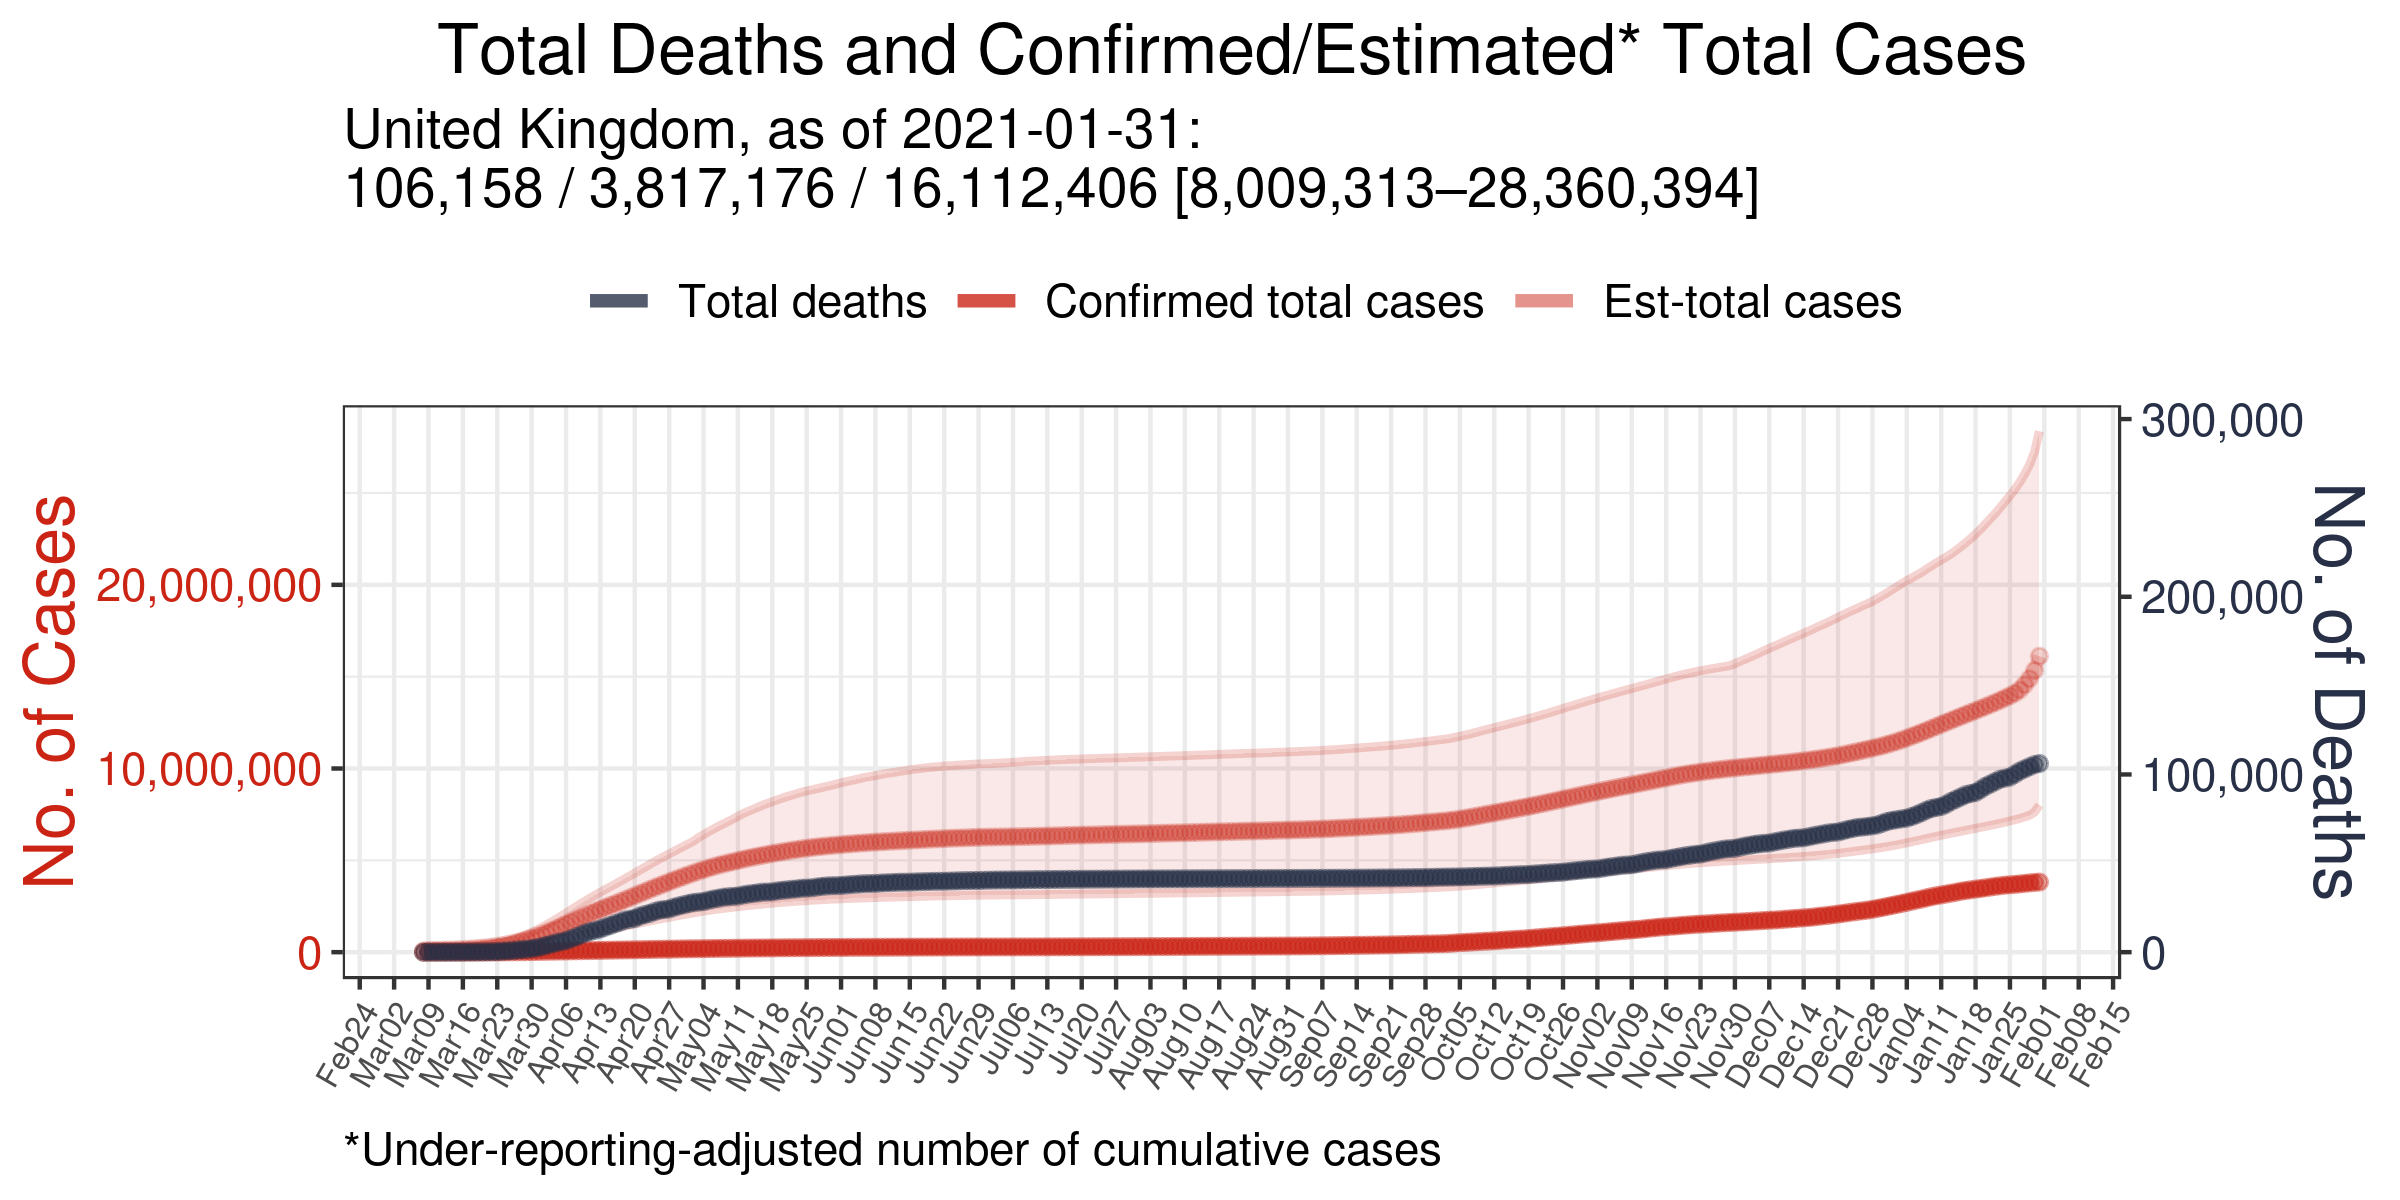 Total Deaths and Confirmed/Estimated* Total Cases
United Kingdom, as of 2021-01-31:
106,158 / 3,817,176 / 16,112,406 [8,009,313–28,360,394]
Total deaths
Confirmed total cases
Est-total cases
No. of Cases
20,000,000
10,000,000
0
300,000
200,000
100,000
0
No. of Deaths
Feb24
Mar02
Mar09
Mar16
Mar23
Mar30
Apr06
Apr13
Apr20
Apr27
May04
May11
May18
May25
Jun01
Jun08
Jun15
Jun22
Jun29
Jul06
Jul13
Jul20
Jul27
Aug03
Aug10
Aug17
Aug24
Aug31
Sep07
Sep14
Sep21
Sep28
Oct05
Oct12
Oct19
Oct26
Nov02
Nov09
Nov16
Nov23
Nov30
Dec07
Dec14
Dec21
Dec28
Jan04
Jan11
Jan18
Jan25
Feb01
Feb08
Feb15
*Under-reporting-adjusted number of cumulative cases